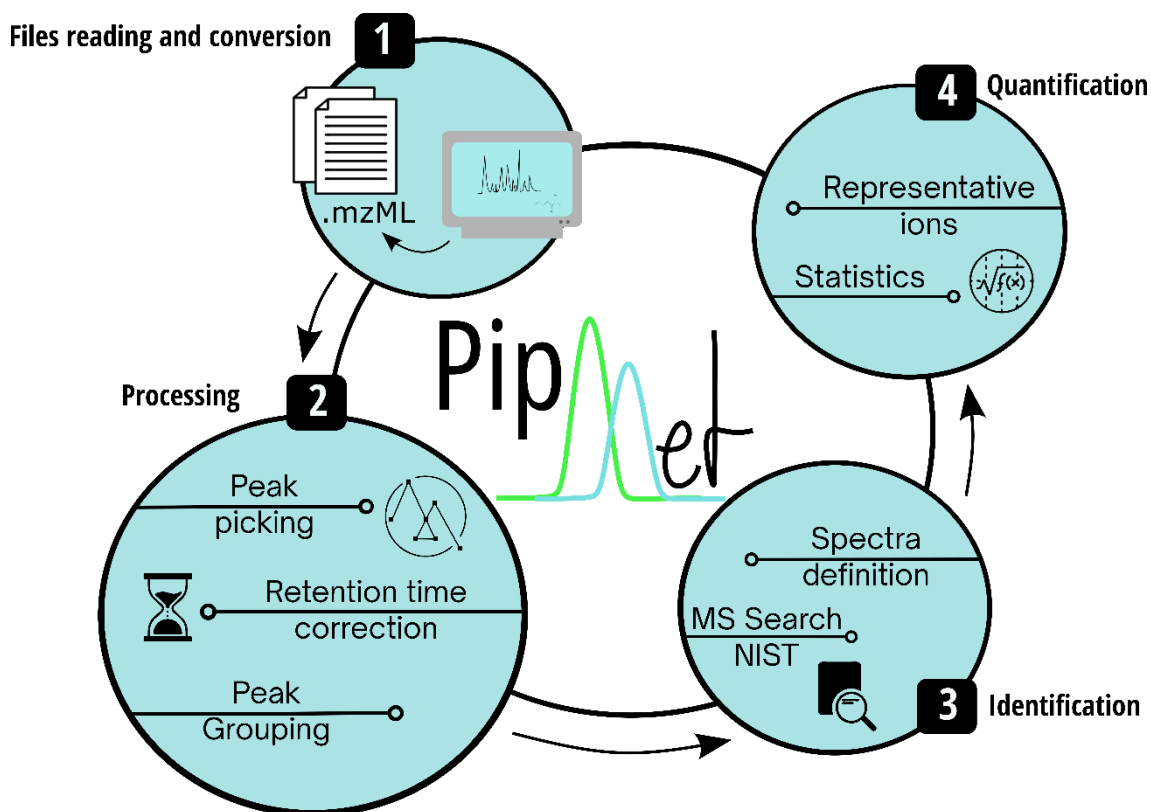 Files reading and conversion
1
.mzML
Processing
2
Peak
picking
Retention time
correction
Peak
Grouping
PipMet
3
Identification
Spectra
definition
MS Search
NIST
4
Quantification
Representative
ions
Statistics
√f(x)